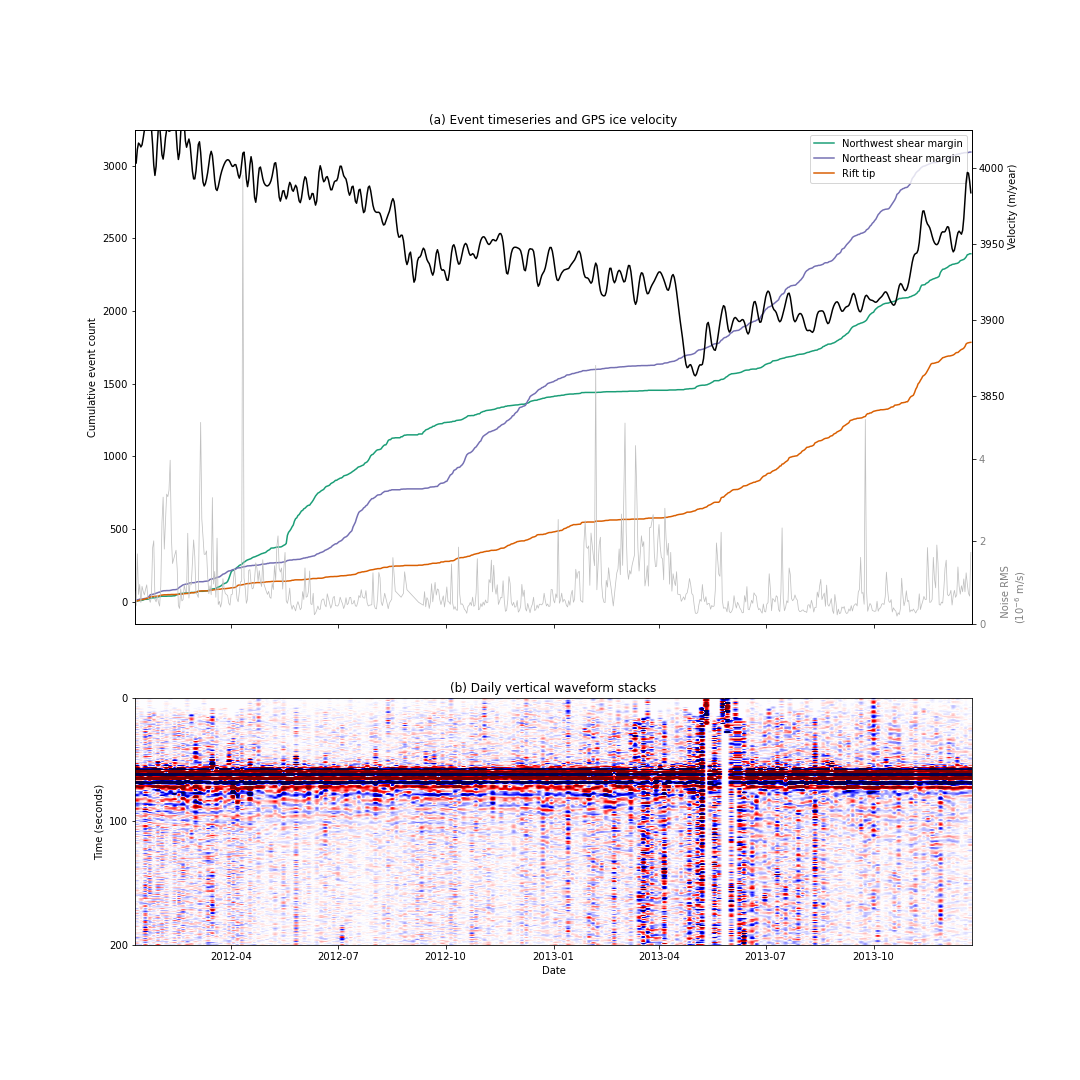 (a) Event timeseries and GPS ice velocity
Northwest shear margin
Northeast shear margin
Rift tip
3000
2500
2000
1500
1000
500
0
Cumulative event count
4000
3950
3900
3850
Velocity (m/year)
4
2
0
Noise RMS
(10⁻⁶ m/s)
(b) Daily vertical waveform stacks
0
100
200
Time (seconds)
2012-04 2012-07 2012-10 2013-01 2013-04 2013-07 2013-10
Date